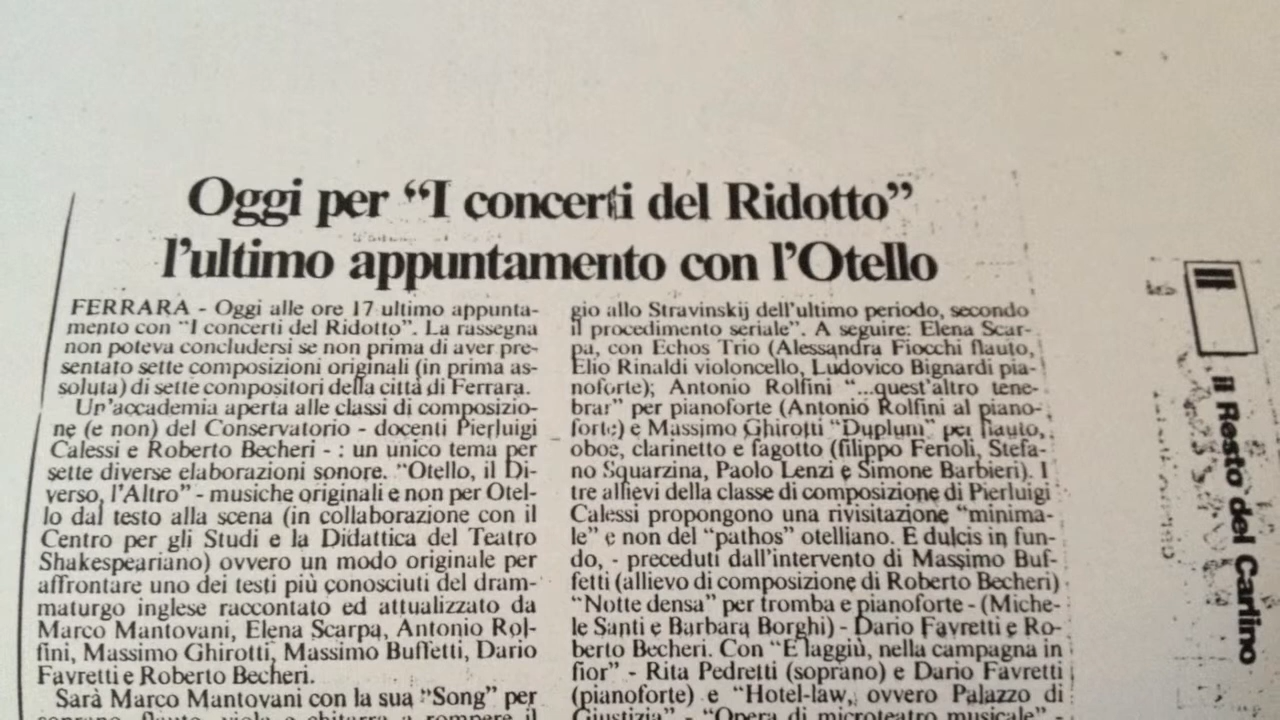 Oggi per “I concerti del Ridotto”
l'ultimo appuntamento con l'Otello
FERRARA - Oggi alle ore 17 ultimo appunta-
mento con “I concerti del Ridotto”. La rassegna
non poteva concludersi se non prima di aver pre-
sentato sette composizioni originali (in prima as-
soluta) di sette compositori della città di Ferrara.
Un'accademia aperta alle classi di composizio-
ne (e non) del Conservatorio - docenti Pierluigi
Calessi e Roberto Becheri - : un unico tema per
sette diverse elaborazioni sonore. “Otello, il Di-
verso, l'Altro” - musiche originali e non per Otel-
lo dal testo alla scena (in collaborazione con il
Centro per gli Studi e la Didattica del Teatro
Shakespeariano) ovvero un modo originale per
affrontare uno dei testi più conosciuti del dram-
maturgo inglese raccontato ed attualizzato da
Marco Mantovani, Elena Scarpa, Antonio Rol-
fini, Massimo Ghirotti, Massimo Buffetti, Dario
Favretti e Roberto Becheri.
Sarà Marco Mantovani con la sua “Song” per
soprano, flauto, viola e chitarra a rompere il
gio allo Stravinskij dell'ultimo periodo, secondo
il procedimento seriale”. A seguire: Elena Scar-
pa, con Echos Trio (Alessandra Fiocchi flauto,
Elio Rinaldi violoncello, Ludovico Bignardi pia-
noforte); Antonio Rolfini “...quest'altro tene-
brar” per pianoforte (Antonio Rolfini al piano-
forte) e Massimo Ghirotti “Duplum” per flauto,
oboe, clarinetto e fagotto (filippo Ferioli, Stefa-
no Squarzina, Paolo Lenzi e Simone Barbieri). I
tre allievi della classe di composizione di Pierluigi
Calessi propongono una rivisitazione “minima-
le” e non del “pathos” otelliano. E dulcis in fun-
do, - preceduti dall'intervento di Massimo Buf-
fetti (allievo di composizione di Roberto Becheri)
“Notte densa” per tromba e pianoforte - (Miche-
le Santi e Barbara Borghi) - Dario Favretti e Ro-
berto Becheri. Con “E laggiù, nella campagna in
fior” - Rita Pedretti (soprano) e Dario Favretti
(pianoforte) e “Hotel-law, ovvero Palazzo di
Giustizia” - “Opera di microteatro musicale” -
il Resto del Carlino